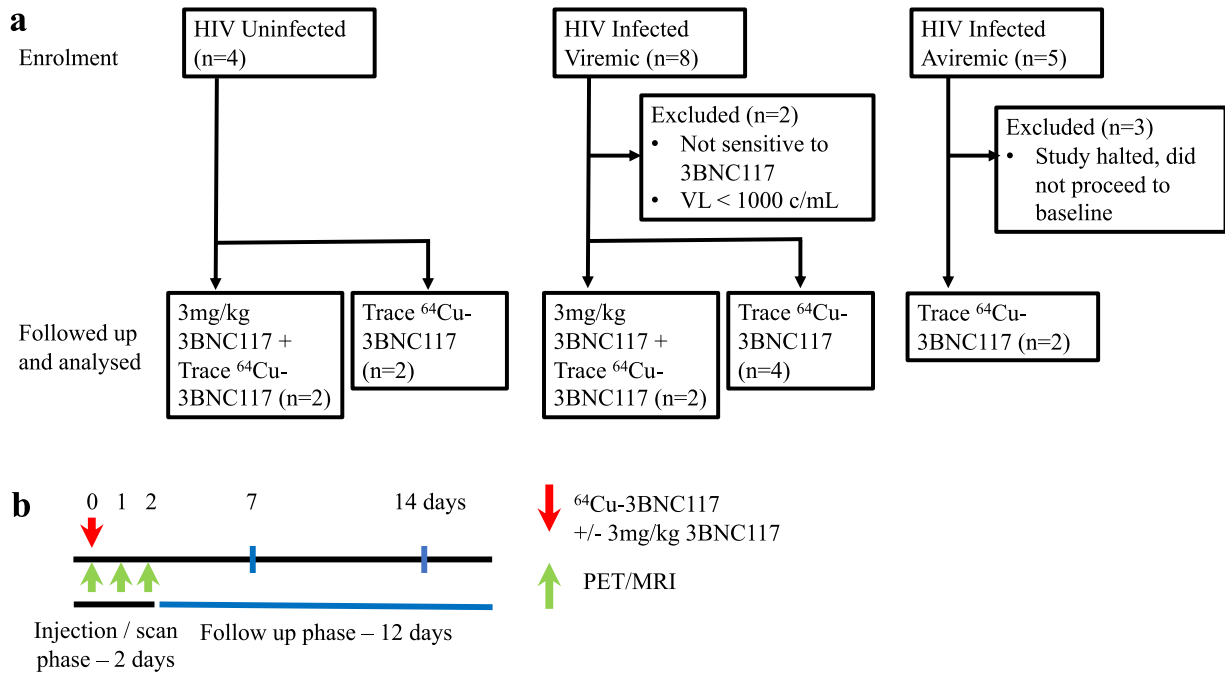 a
Enrolment
HIV Uninfected
(n=4)
HIV Infected
Viremic (n=8)
HIV Infected
Aviremic (n=5)
Excluded (n=2)
• Not sensitive to
3BNC117
• VL < 1000 c/mL
Excluded (n=3)
• Study halted, did
not proceed to
baseline
Followed up
and analysed
3mg/kg
3BNC117 +
Trace ⁶⁴Cu-
3BNC117 (n=2)
Trace ⁶⁴Cu-
3BNC117
(n=2)
3mg/kg
3BNC117 +
Trace ⁶⁴Cu-
3BNC117 (n=2)
Trace ⁶⁴Cu-
3BNC117
(n=4)
Trace ⁶⁴Cu-
3BNC117 (n=2)
b
0 1 2 7 14 days
Injection / scan
phase – 2 days
Follow up phase – 12 days
⁶⁴Cu-3BNC117
+/- 3mg/kg 3BNC117
PET/MRI